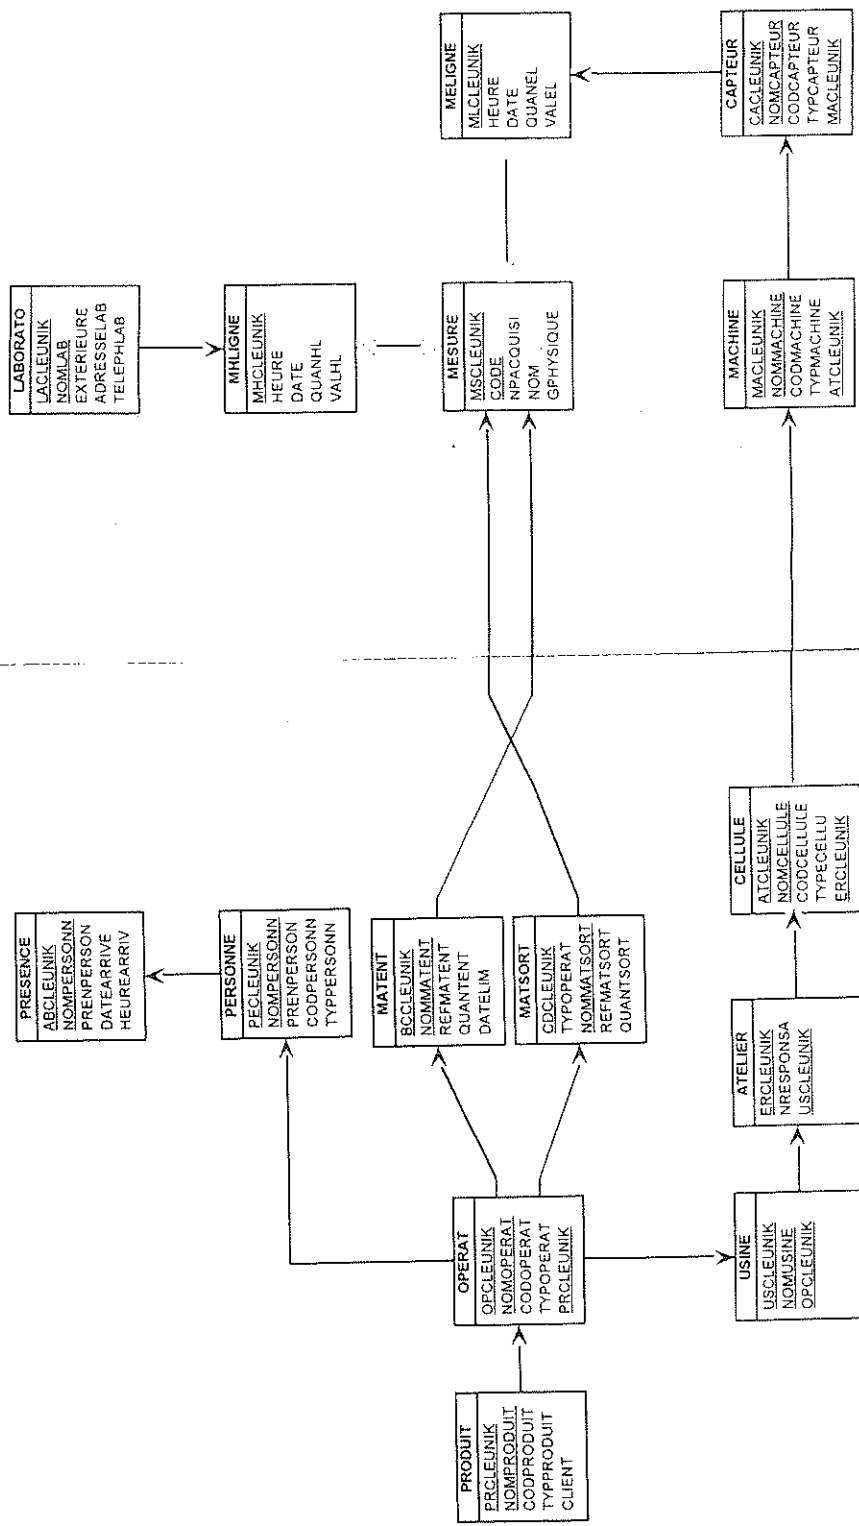 PRODUIT
PRCLEUNIK
NOMPRODUIT
CODPRODUIT
TYPPRODUIT
CLIENT
OPERAT
OPCLEUNIK
NOMOPERAT
CODOPERAT
TYPOPERAT
PRCLEUNIK
USINE
USCLEUNIK
NOMUSINE
OPCLEUNIK
PRESENCE
ABCLEUNIK
NOMPERSONN
PRENPERSON
DATEARRIVE
HEUREARRIV
PERSONNE
PECLEUNIK
NOMPERSONN
PRENPERSON
CODPERSONN
TYPPERSONN
MATENT
BCCLEUNIK
NOMMATENT
REFMATENT
QUANTENT
DATELIM
MATSORT
CDCLEUNIK
TYPOPERAT
NOMMATSORT
REFMATSORT
QUANTSORT
ATELIER
ERCLEUNIK
NRESPONSA
USCLEUNIK
CELLULE
ATCLEUNIK
NOMCELLULE
CODCELLULE
TYPECELLU
ERCLEUNIK
LABORATO
LACLEUNIK
NOMLAB
EXTERIEURE
ADRESSELAB
TELEPHLAB
MHLIGNE
MHCLEUNIK
HEURE
DATE
QUANHL
VALHL
MESURE
MSCLEUNIK
CODE
NPACQUISI
NOM
GPHYSIQUE
MACHINE
MACLEUNIK
NOMMACHINE
CODMACHINE
TYPMACHINE
ATCLEUNIK
MELIGNE
MLCLEUNIK
HEURE
DATE
QUANEL
VALEL
CAPTEUR
CACLEUNIK
NOMCAPTEUR
CODCAPTEUR
TYPCAPTEUR
MACLEUNIK